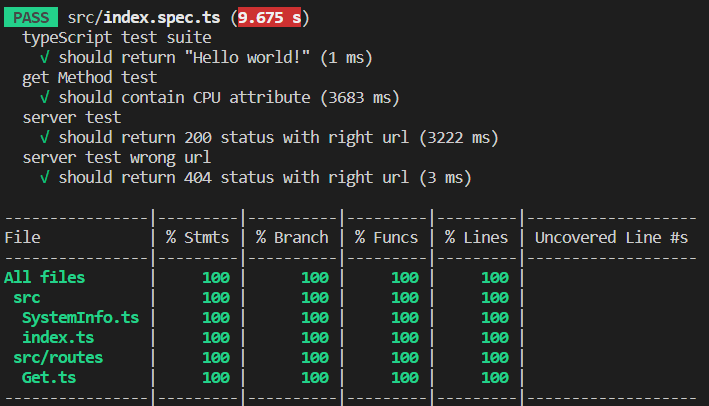 PASS src/index.spec.ts (9.675 s)
  typeScript test suite
    √ should return "Hello world!" (1 ms)
  get Method test
    √ should contain CPU attribute (3683 ms)
  server test
    √ should return 200 status with right url (3222 ms)
  server test wrong url
    √ should return 404 status with right url (3 ms)

----------------|---------|----------|---------|---------|-------------------
File            | % Stmts | % Branch | % Funcs | % Lines | Uncovered Line #s
----------------|---------|----------|---------|---------|-------------------
All files       |     100 |      100 |     100 |     100 |
 src            |     100 |      100 |     100 |     100 |
  SystemInfo.ts |     100 |      100 |     100 |     100 |
  index.ts      |     100 |      100 |     100 |     100 |
 src/routes     |     100 |      100 |     100 |     100 |
  Get.ts        |     100 |      100 |     100 |     100 |
----------------|---------|----------|---------|---------|-------------------